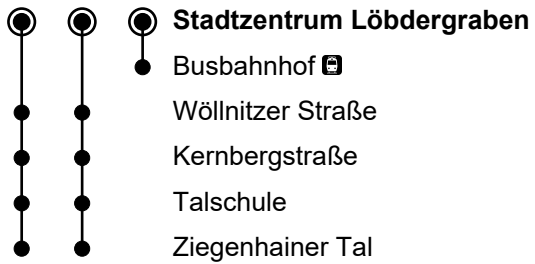 Stadtzentrum Löbdergraben
Busbahnhof
Wöllnitzer Straße
Kernbergstraße
Talschule
Ziegenhainer Tal